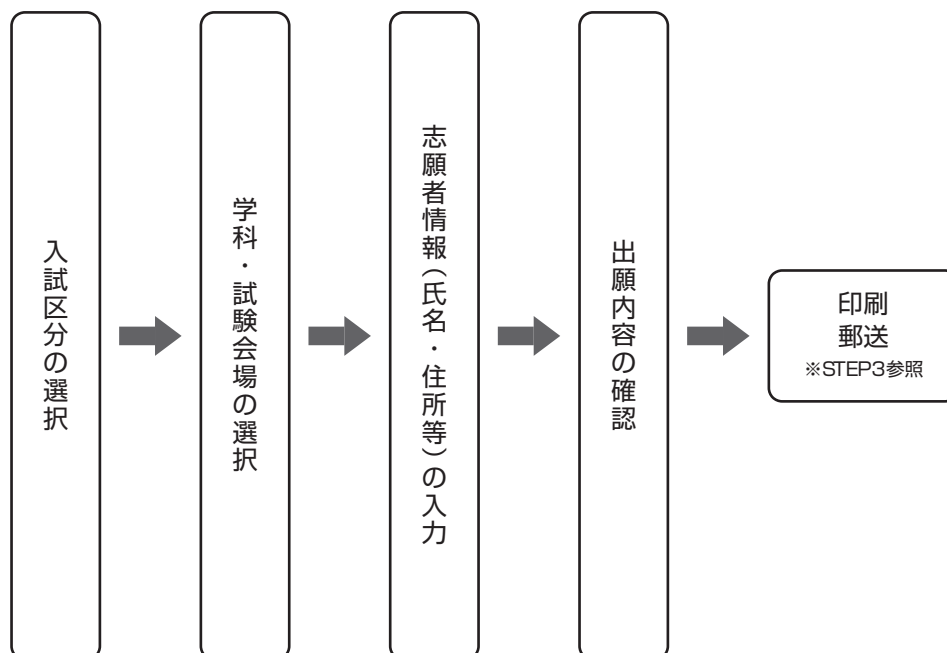 入試区分の選択
学科・試験会場の選択
志願者情報（氏名・住所等）の入力
出願内容の確認
印刷
郵送
※STEP3参照